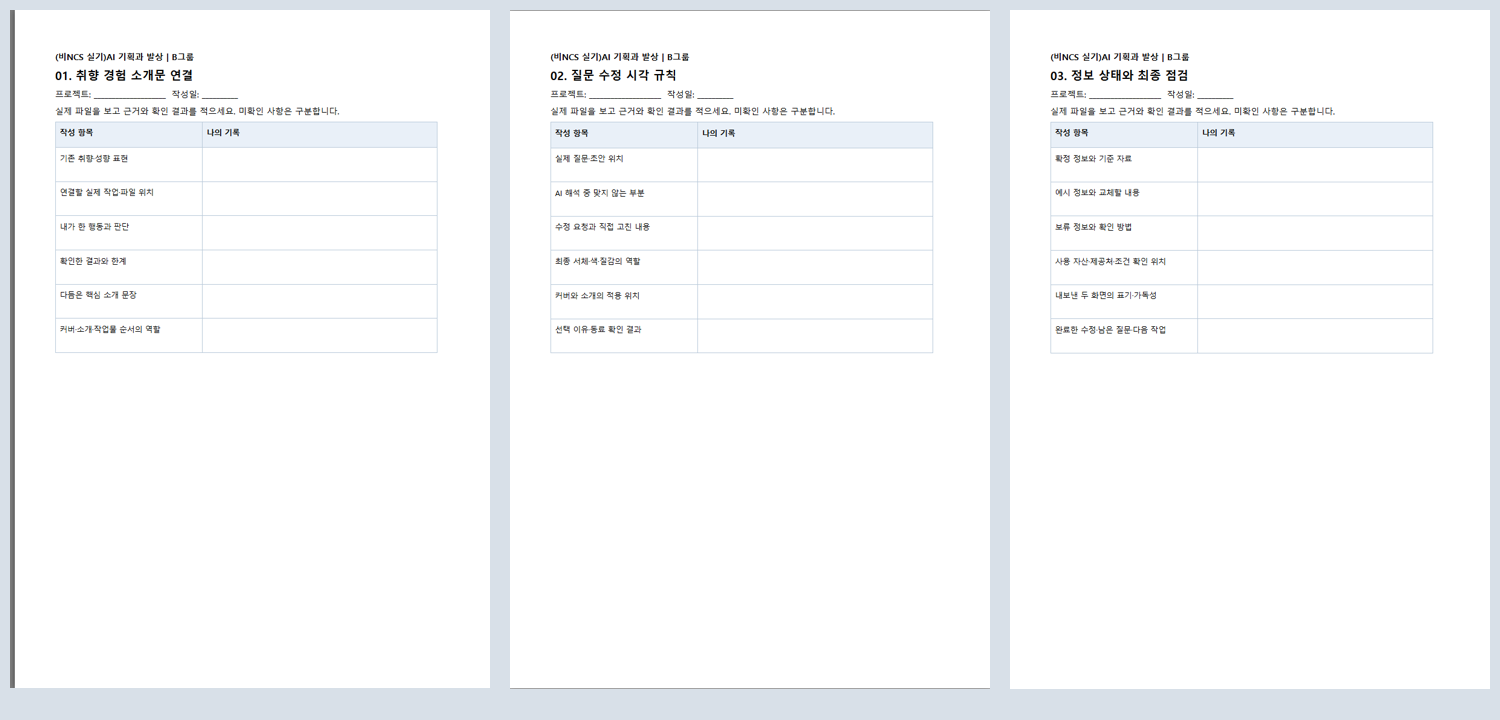 (비NCS 실기)AI 기획과 발상 | B그룹
01. 취향 경험 소개문 연결
프로젝트: ________________ 작성일: ________
실제 파일을 보고 근거와 확인 결과를 적으세요. 미확인 사항은 구분합니다.
작성 항목 나의 기록
기존 취향·성향 표현
연결할 실제 작업·파일 위치
내가 한 행동과 판단
확인한 결과와 한계
다듬은 핵심 소개 문장
커버·소개·작업물 순서의 역할
(비NCS 실기)AI 기획과 발상 | B그룹
02. 질문 수정 시각 규칙
프로젝트: ________________ 작성일: ________
실제 파일을 보고 근거와 확인 결과를 적으세요. 미확인 사항은 구분합니다.
작성 항목 나의 기록
실제 질문·초안 위치
AI 해석 중 맞지 않는 부분
수정 요청과 직접 고친 내용
최종 서체·색·질감의 역할
커버와 소개의 적용 위치
선택 이유·동료 확인 결과
(비NCS 실기)AI 기획과 발상 | B그룹
03. 정보 상태와 최종 점검
프로젝트: ________________ 작성일: ________
실제 파일을 보고 근거와 확인 결과를 적으세요. 미확인 사항은 구분합니다.
작성 항목 나의 기록
확정 정보와 기준 자료
예시 정보와 교체할 내용
보류 정보와 확인 방법
사용 자산·제공처·조건 확인 위치
내보낸 두 화면의 표기·가독성
완료한 수정·남은 질문·다음 작업